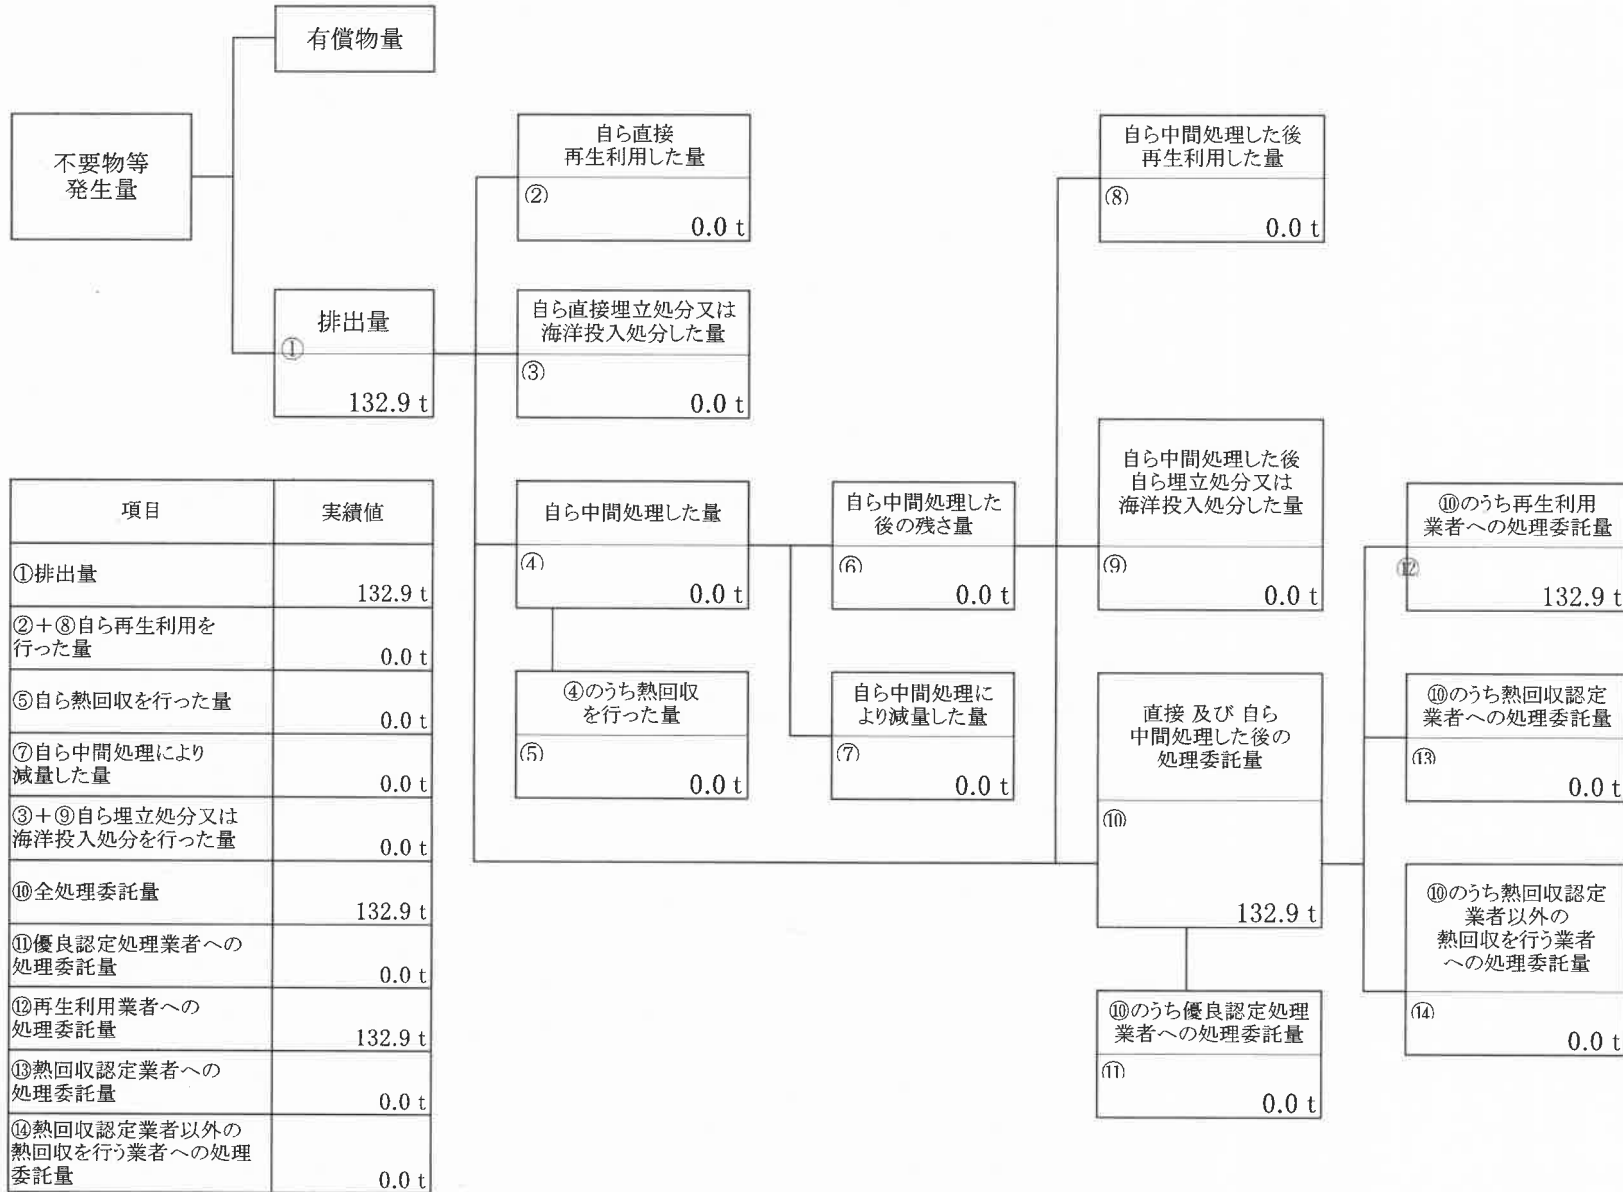 有償物量
不要物等
発生量
排出量
①
132.9 t
自ら直接
再生利用した量
②
0.0 t
自ら直接埋立処分又は
海洋投入処分した量
③
0.0 t
自ら中間処理した量
④
0.0 t
④のうち熱回収
を行った量
⑤
0.0 t
自ら中間処理した
後の残さ量
⑥
0.0 t
自ら中間処理に
より減量した量
⑦
0.0 t
自ら中間処理した後
再生利用した量
⑧
0.0 t
自ら中間処理した後
自ら埋立処分又は
海洋投入処分した量
⑨
0.0 t
直接 及び 自ら
中間処理した後の
処理委託量
⑩
132.9 t
⑩のうち優良認定処理
業者への処理委託量
⑪
0.0 t
⑩のうち再生利用
業者への処理委託量
⑫
132.9 t
⑩のうち熱回収認定
業者への処理委託量
⑬
0.0 t
⑩のうち熱回収認定
業者以外の
熱回収を行う業者
への処理委託量
⑭
0.0 t
項目 実績値
①排出量
132.9 t
②+⑧自ら再生利用を
行った量
0.0 t
⑤自ら熱回収を行った量
0.0 t
⑦自ら中間処理により
減量した量
0.0 t
③+⑨自ら埋立処分又は
海洋投入処分を行った量
0.0 t
⑩全処理委託量
132.9 t
⑪優良認定処理業者への
処理委託量
0.0 t
⑫再生利用業者への
処理委託量
132.9 t
⑬熱回収認定業者への
処理委託量
0.0 t
⑭熱回収認定業者以外の
熱回収を行う業者への処理
委託量
0.0 t